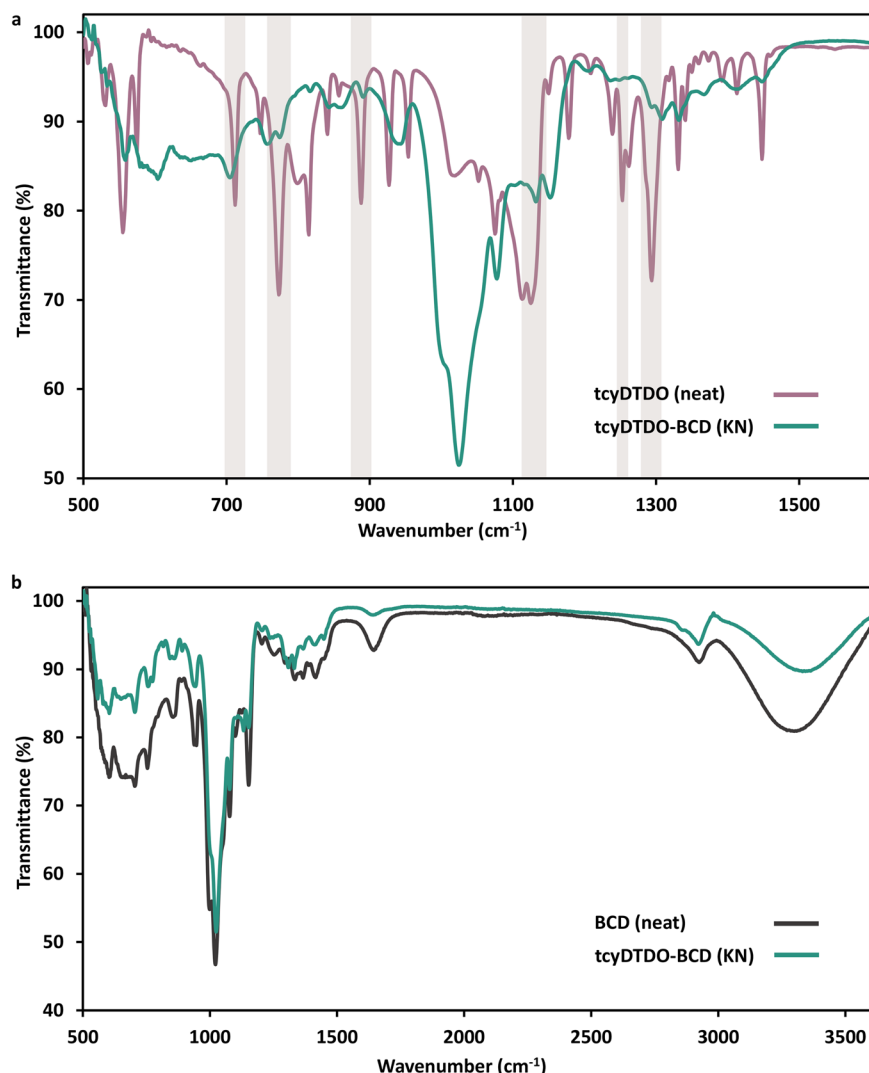 a
100
90
80
70
60
50
Transmittance (%)
tcyDTDO (neat)
tcyDTDO-BCD (KN)
500 700 900 1100 1300 1500
Wavenumber (cm⁻¹)
b
100
90
80
70
60
50
40
Transmittance (%)
BCD (neat)
tcyDTDO-BCD (KN)
500 1000 1500 2000 2500 3000 3500
Wavenumber (cm⁻¹)